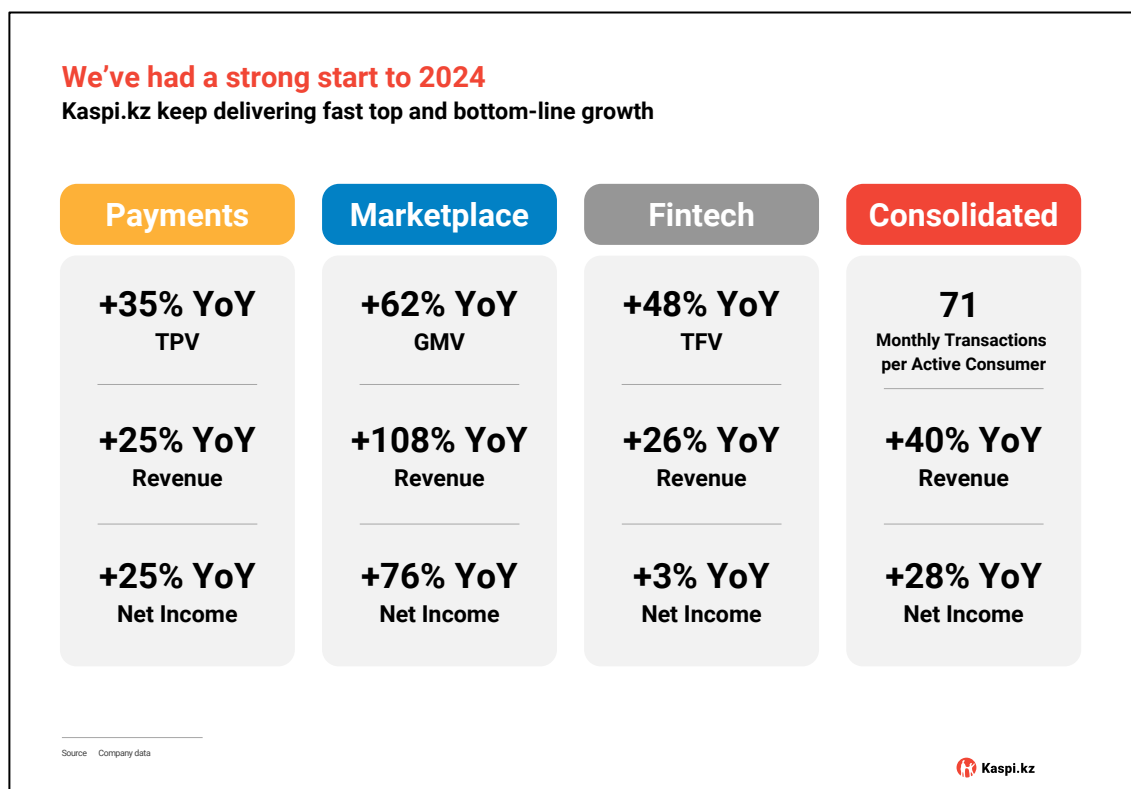 We’ve had a strong start to 2024
Kaspi.kz keep delivering fast top and bottom-line growth
Payments
+35% YoY
TPV
+25% YoY
Revenue
+25% YoY
Net Income
Marketplace
+62% YoY
GMV
+108% YoY
Revenue
+76% YoY
Net Income
Fintech
+48% YoY
TFV
+26% YoY
Revenue
+3% YoY
Net Income
Consolidated
71
Monthly Transactions
per Active Consumer
+40% YoY
Revenue
+28% YoY
Net Income
Source Company data
Kaspi.kz